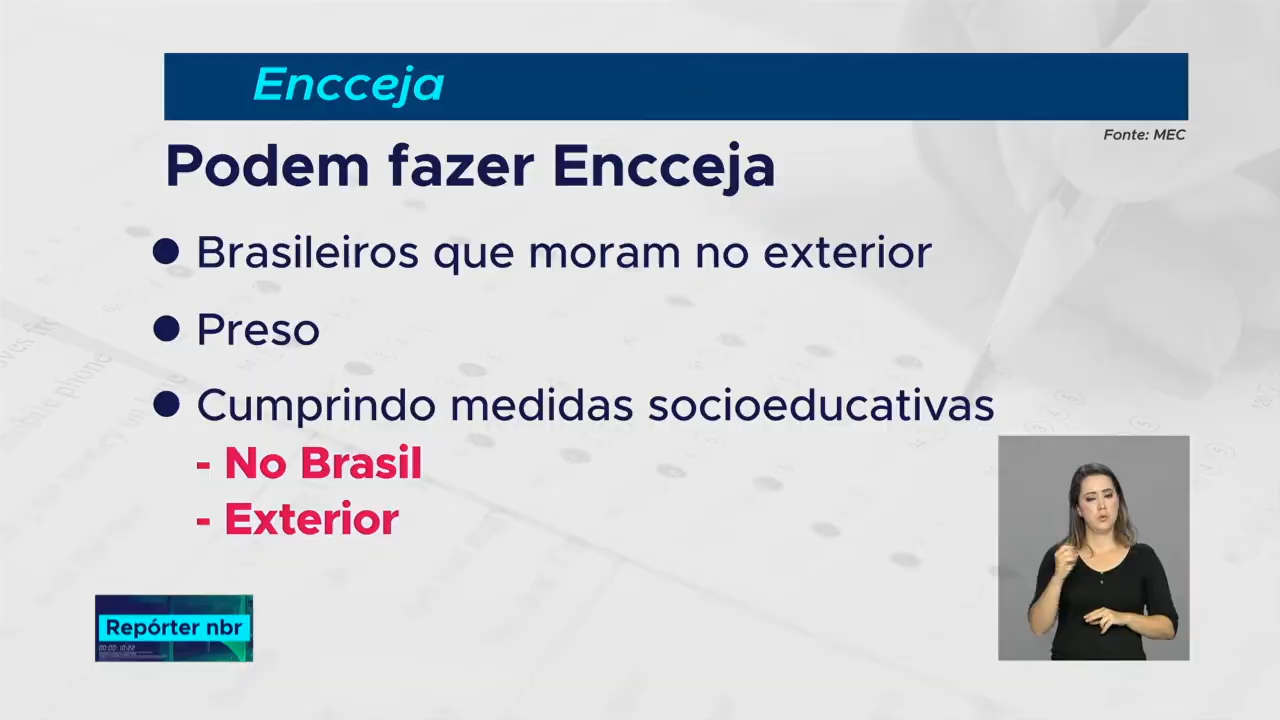 Encceja
Fonte: MEC
Podem fazer Encceja
● Brasileiros que moram no exterior
● Preso
● Cumprindo medidas socioeducativas
- No Brasil
- Exterior
Repórter nbr